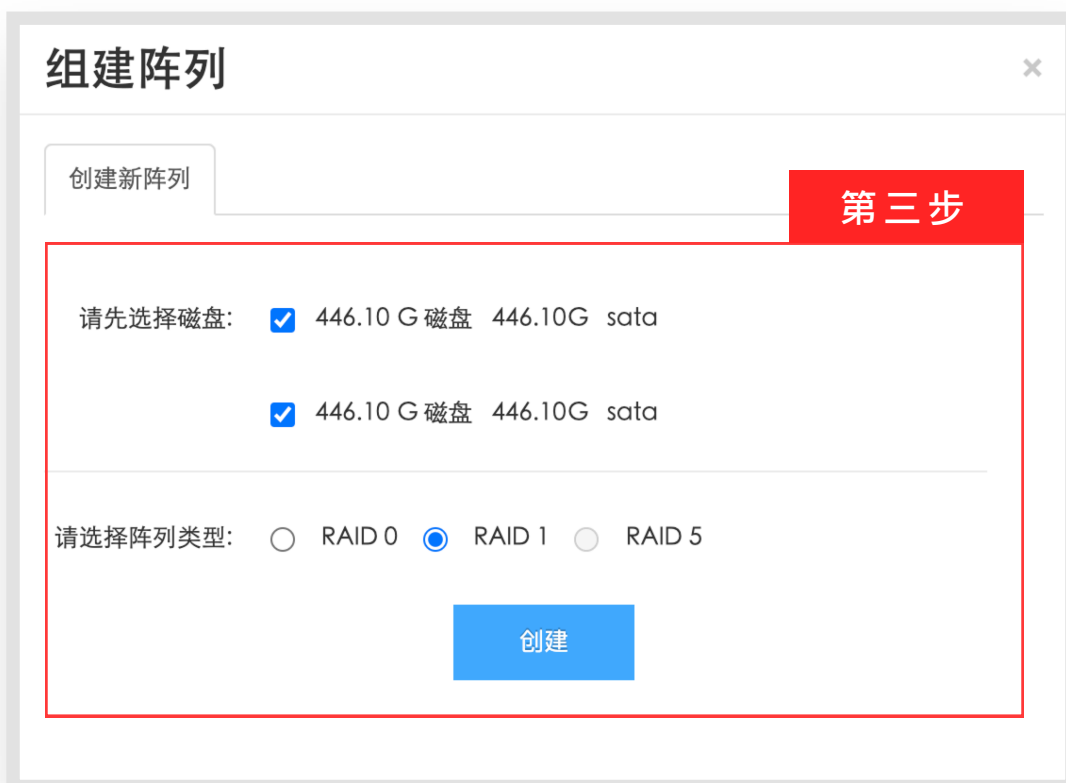 组建阵列
×
创建新阵列
第三步
请先选择磁盘: 446.10 G 磁盘 446.10G sata
446.10 G 磁盘 446.10G sata
请选择阵列类型: RAID 0 RAID 1 RAID 5
创建